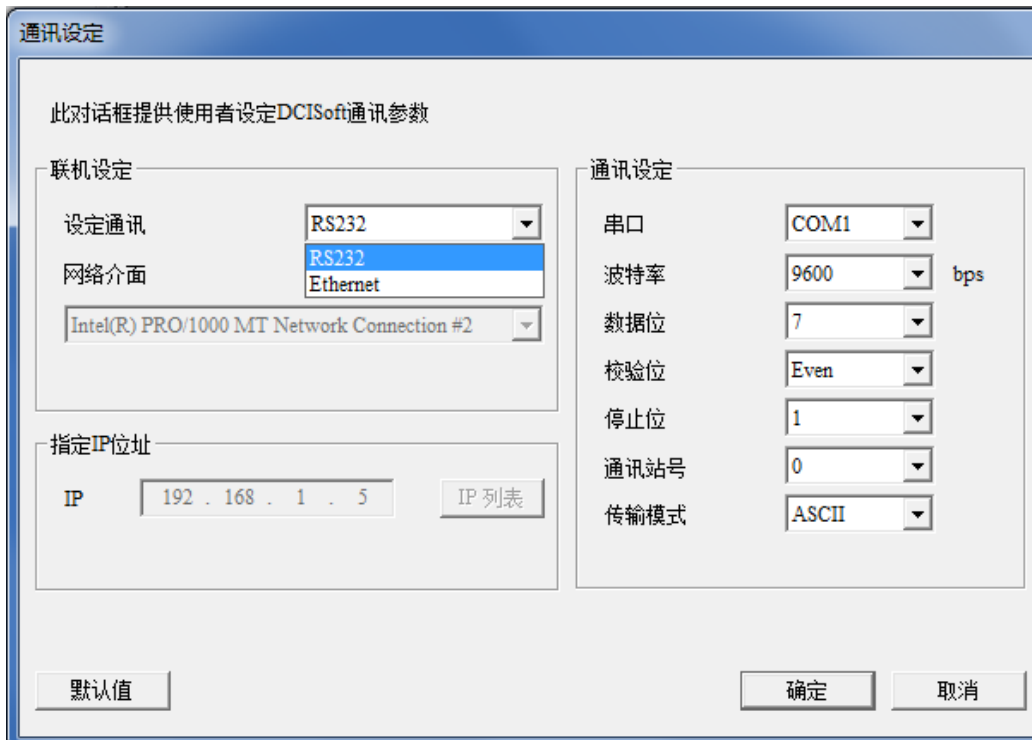 通讯设定
此对话框提供使用者设定DCISoft通讯参数
联机设定
设定通讯 RS232
RS232
Ethernet
网络介面
Intel(R) PRO/1000 MT Network Connection #2
指定IP位址
IP 192 . 168 . 1 . 5 IP 列表
通讯设定
串口 COM1
波特率 9600 bps
数据位 7
校验位 Even
停止位 1
通讯站号 0
传输模式 ASCII
默认值 确定 取消